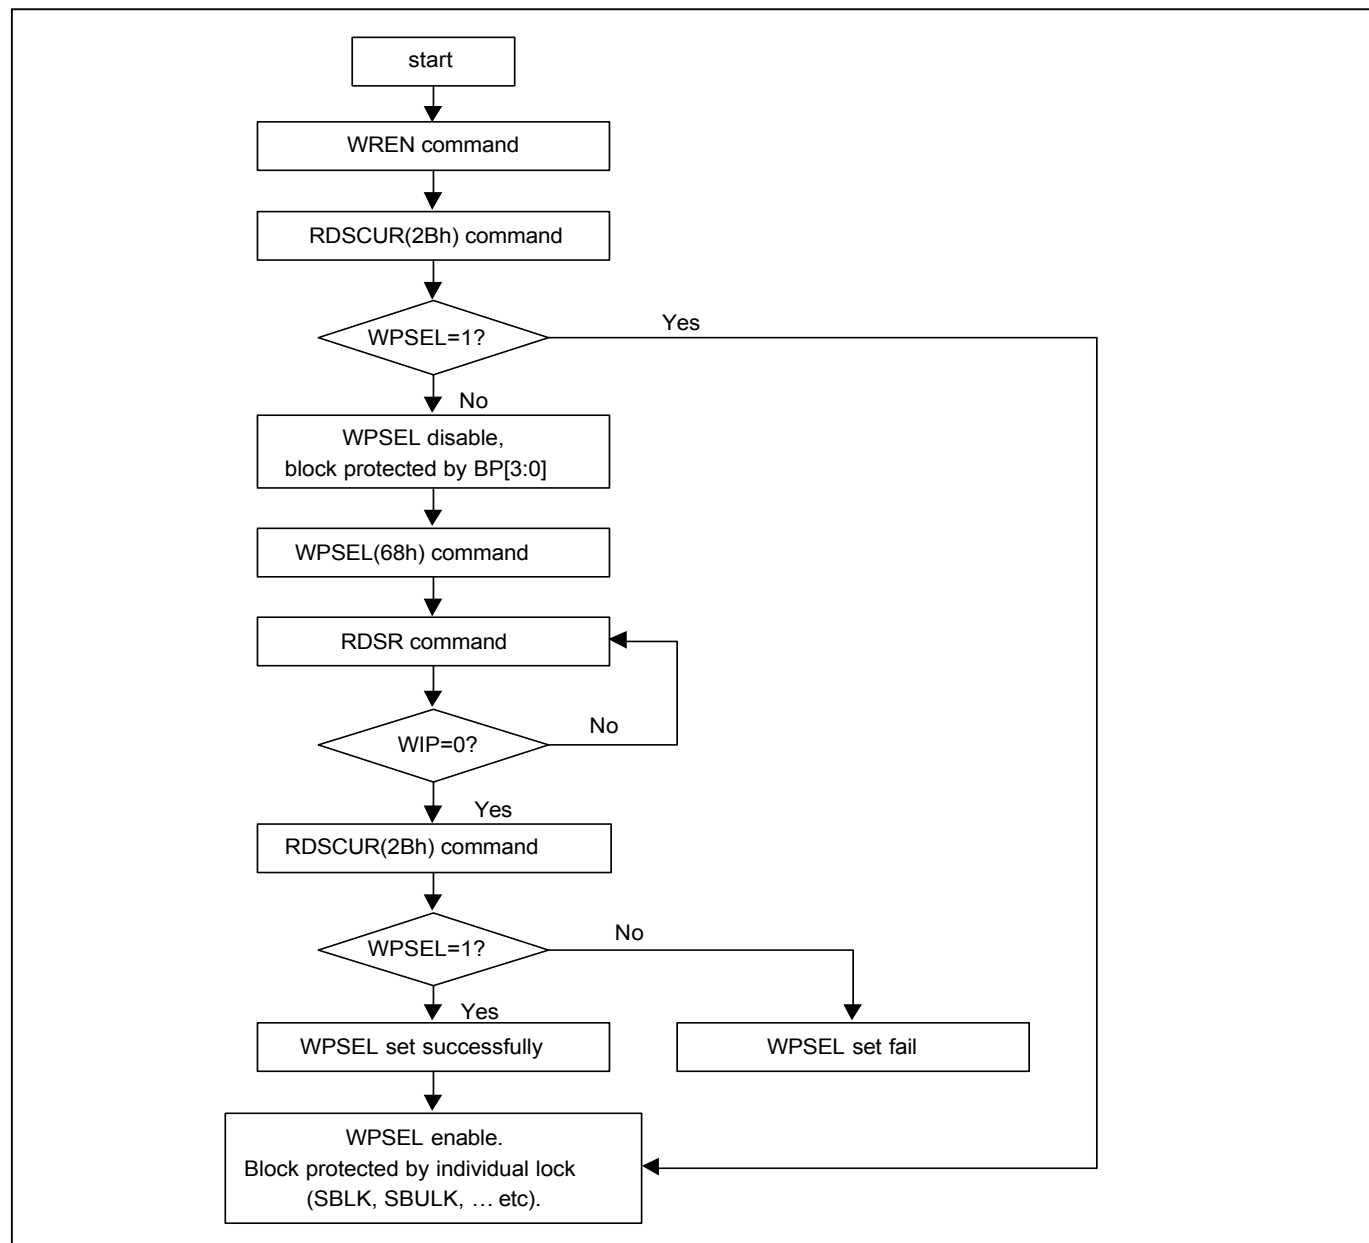 start
WREN command
RDSCUR(2Bh) command
WPSEL=1?
Yes
No
WPSEL disable,
block protected by BP[3:0]
WPSEL(68h) command
RDSR command
WIP=0?
No
Yes
RDSCUR(2Bh) command
WPSEL=1?
No
Yes
WPSEL set successfully
WPSEL set fail
WPSEL enable.
Block protected by individual lock
(SBLK, SBULK, … etc).